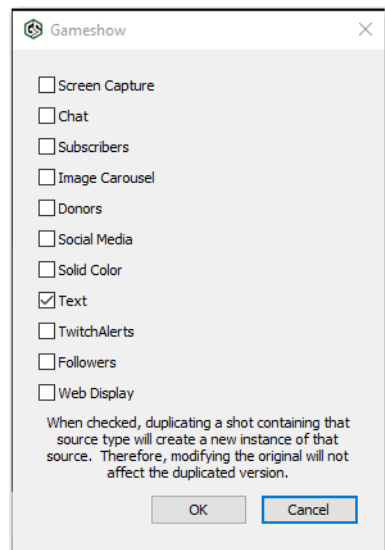 Gameshow
Screen Capture
Chat
Subscribers
Image Carousel
Donors
Social Media
Solid Color
Text
TwitchAlerts
Followers
Web Display
When checked, duplicating a shot containing that
source type will create a new instance of that
source.  Therefore, modifying the original will not
affect the duplicated version.
OK
Cancel